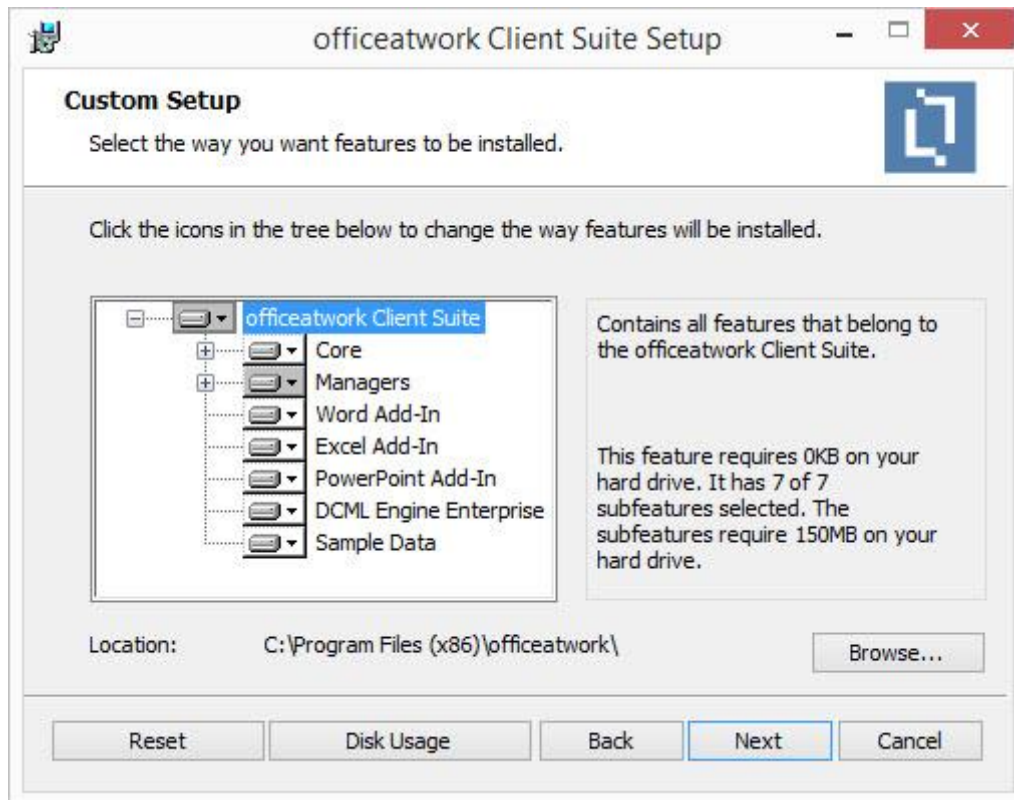 officeatwork Client Suite Setup
Custom Setup
Select the way you want features to be installed.
Click the icons in the tree below to change the way features will be installed.
officeatwork Client Suite
Core
Managers
Word Add-In
Excel Add-In
PowerPoint Add-In
DCML Engine Enterprise
Sample Data
Contains all features that belong to
the officeatwork Client Suite.
This feature requires 0KB on your
hard drive. It has 7 of 7
subfeatures selected. The
subfeatures require 150MB on your
hard drive.
Location: C:\Program Files (x86)\officeatwork\
Browse...
Reset Disk Usage Back Next Cancel